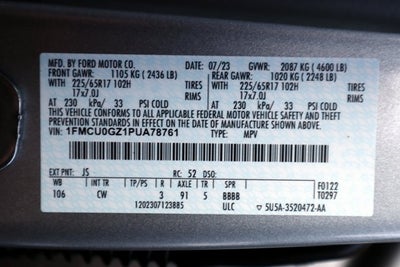 MFD. BY FORD MOTOR CO. DATE: 07/23 GVWR: 2087 KG ( 4600 LB)
FRONT GAWR: 1105 KG ( 2436 LB) REAR GAWR: 1020 KG ( 2248 LB)
WITH 225/65R17 102H TIRES WITH 225/65R17 102H TIRES
17x7.0J RIMS 17x7.0J RIMS
AT 230 kPa/ 33 PSI COLD AT 230 kPa/ 33 PSI COLD
THIS VEHICLE CONFORMS TO ALL APPLICABLE FEDERAL MOTOR VEHICLE SAFETY, BUMPER, AND THEFT PREVENTION STANDARDS IN EFFECT ON THE DATE OF MANUFACTURE SHOWN ABOVE.
VIN: 1FMCU0GZ1PUA78761 TYPE: MPV
EXT PNT: JS RC: 52 DSO:
WB INT TR R AXLE TR SPR F0122
106 CW 3 91 5 BBBB T0297
1202307123885 ULC 5U5A-3520472-AA